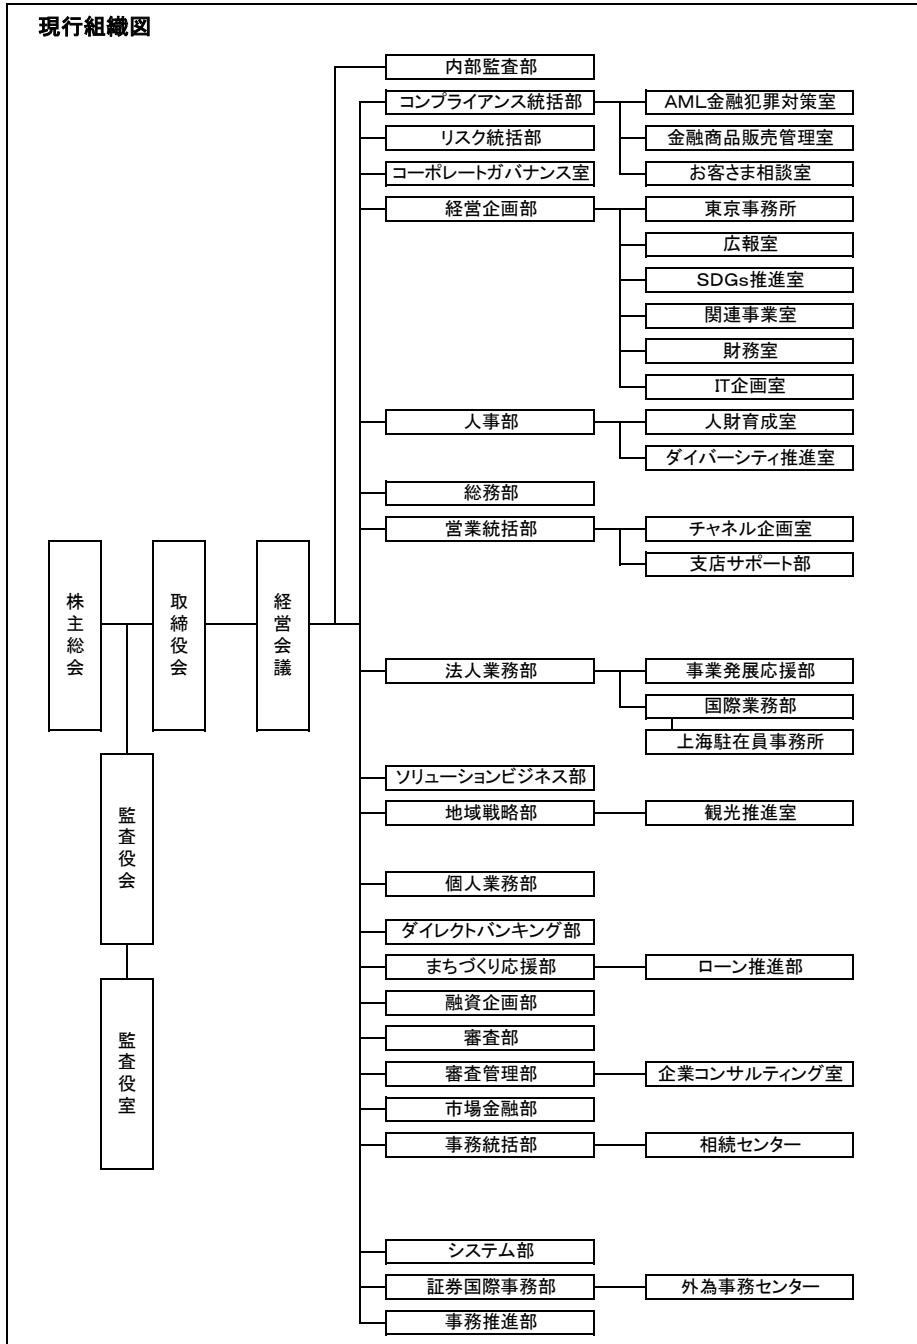 現行組織図
内部監査部
コンプライアンス統括部
AML金融犯罪対策室
リスク統括部
金融商品販売管理室
コーポレートガバナンス室
お客さま相談室
経営企画部
東京事務所
広報室
SDGs推進室
関連事業室
財務室
IT企画室
人事部
人財育成室
ダイバーシティ推進室
総務部
営業統括部
チャネル企画室
支店サポート部
株主総会
取締役会
経営会議
法人業務部
事業発展応援部
国際業務部
上海駐在員事務所
ソリューションビジネス部
地域戦略部
観光推進室
監査役会
個人業務部
ダイレクトバンキング部
まちづくり応援部
ローン推進部
融資企画部
審査部
監査役室
審査管理部
企業コンサルティング室
市場金融部
事務統括部
相続センター
システム部
証券国際事務部
外為事務センター
事務推進部